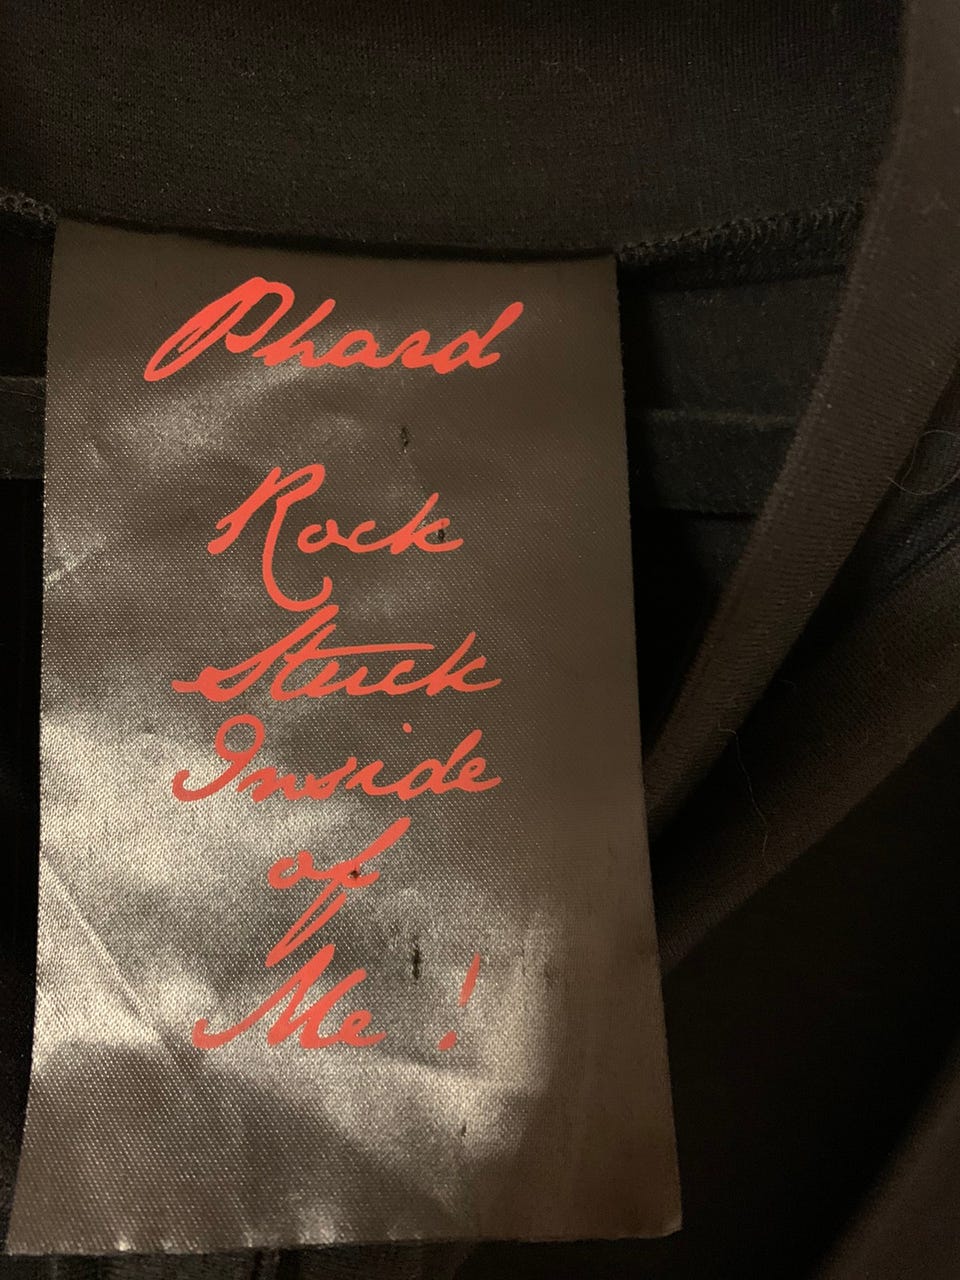 Phard
Rock
Stuck
Inside
of
Me!